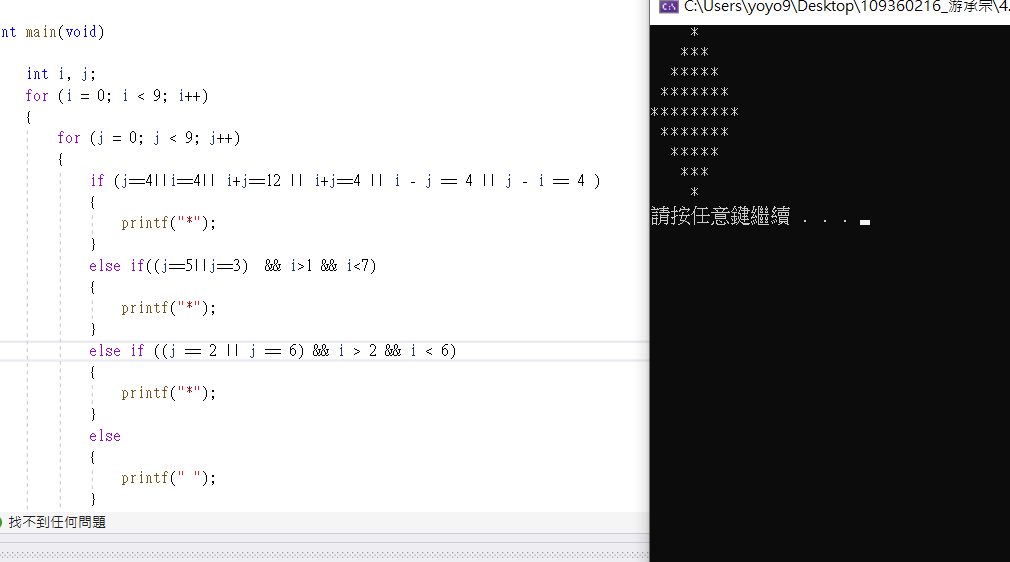 nt main(void)
int i, j;
for (i = 0; i < 9; i++)
{
for (j = 0; j < 9; j++)
{
if (j==4||i==4|| i+j==12 || i+j==4 || i - j == 4 || j - i == 4 )
{
printf("*");
}
else if((j==5||j==3)  && i>1 && i<7)
{
printf("*");
}
else if ((j == 2 || j == 6) && i > 2 && i < 6)
{
printf("*");
}
else
{
printf(" ");
}
找不到任何問題
C:\Users\yoyo9\Desktop\109360216_游承宗\4.
    *
   ***
  *****
 *******
*********
 *******
  *****
   ***
    *
請按任意鍵繼續 . . .